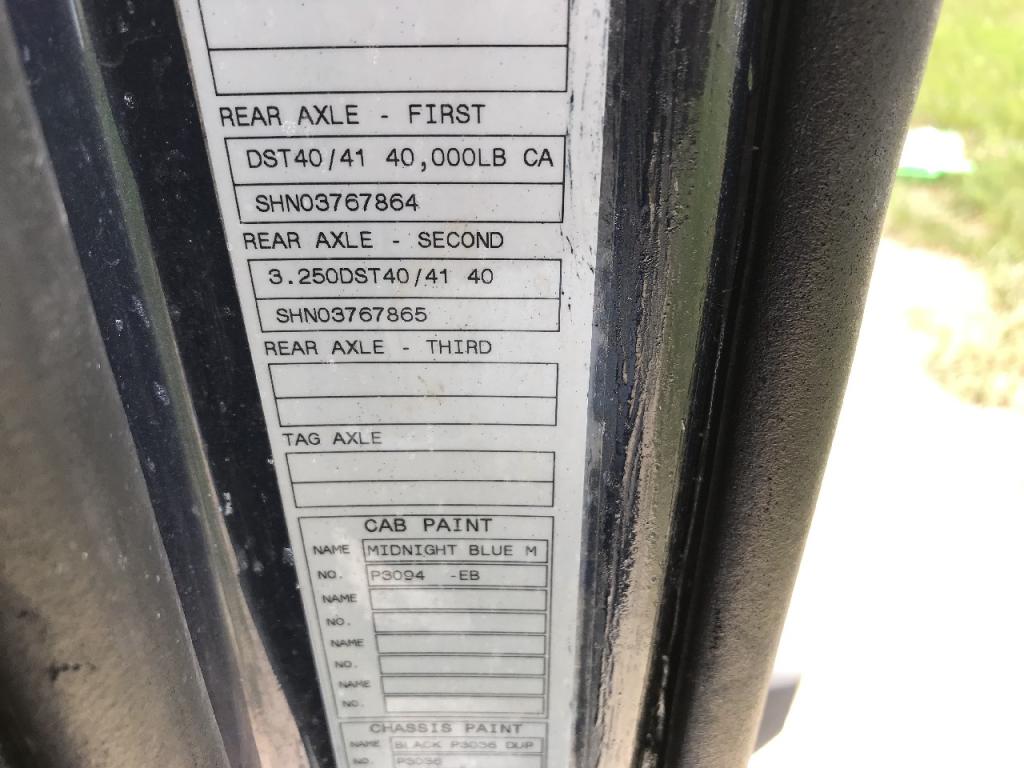 REAR AXLE - FIRST
DST40/41 40,000LB CA
SHN03767864
REAR AXLE - SECOND
3.250DST40/41 40
SHN03767865
REAR AXLE - THIRD
TAG AXLE
CAB PAINT
NAME MIDNIGHT BLUE M
NO. P3094 -EB
NAME
NO.
NAME
NO.
NAME
NO.
CHASSIS PAINT
NAME BLACK P3036 DUP
NO. P3036